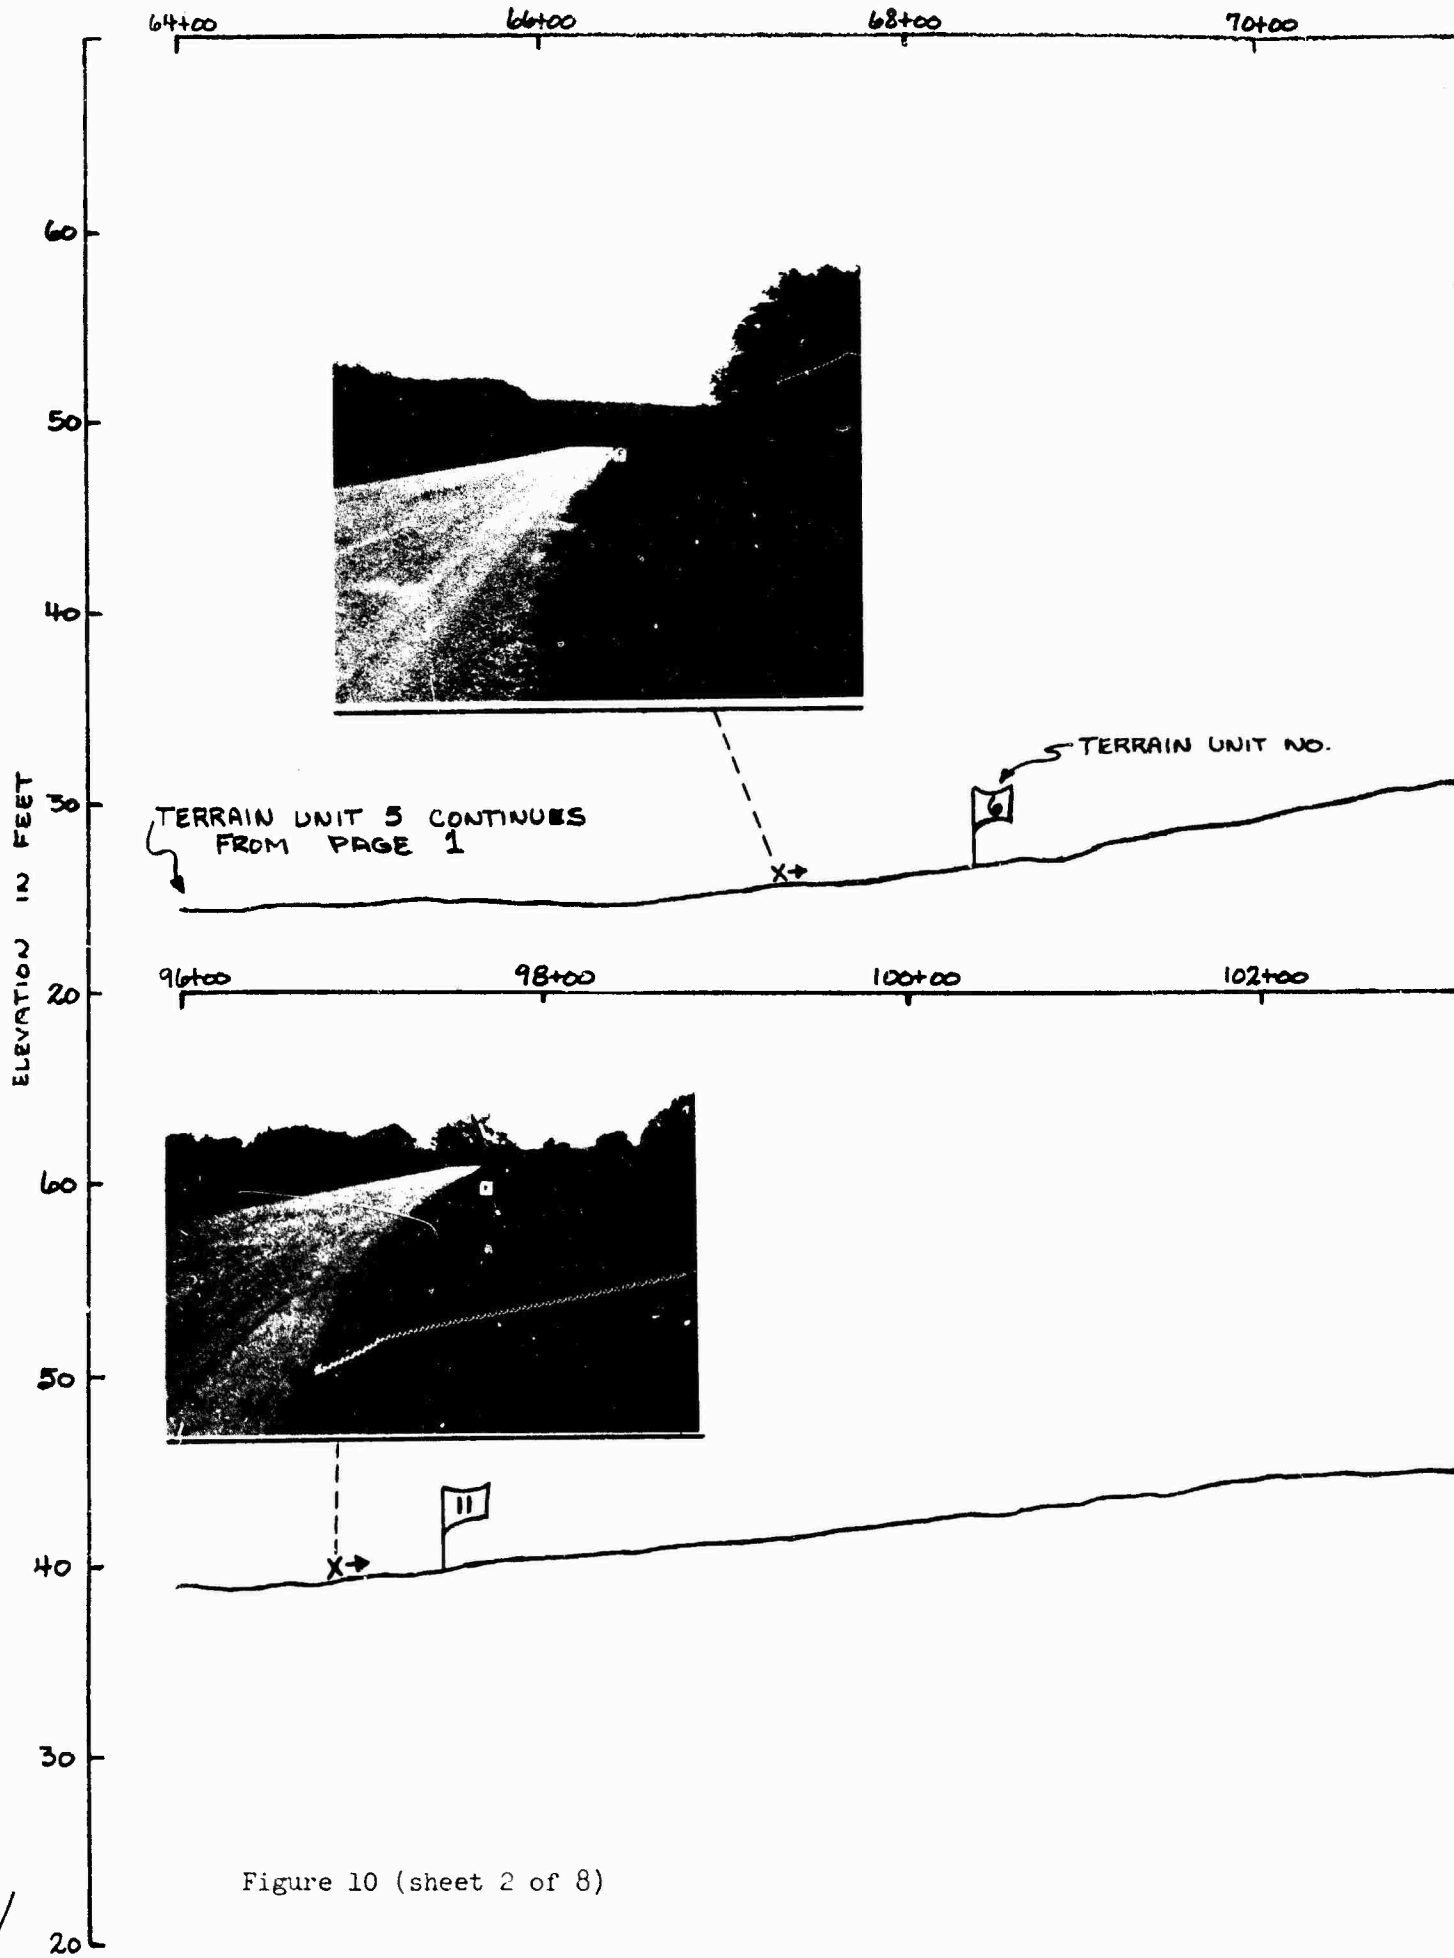 64+00 66+00 68+00 70+00
60
50
40
30
20
ELEVATION IN FEET
TERRAIN UNIT NO.
6
TERRAIN UNIT 5 CONTINUES
FROM PAGE 1
X
96+00 98+00 100+00 102+00
60
50
40
30
20
11
X
Figure 10 (sheet 2 of 8)